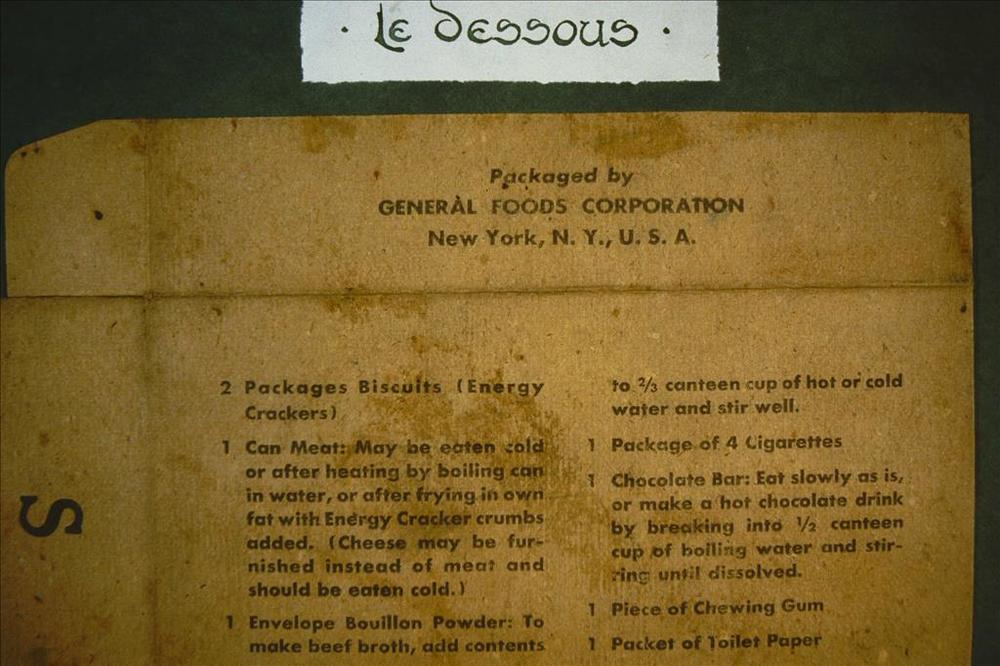 · Le dessous ·
Packaged by
GENERAL FOODS CORPORATION
New York, N. Y., U. S. A.
2 Packages Biscuits (Energy
Crackers)
1 Can Meat: May be eaten cold
or after heating by boiling can
in water, or after frying in own
fat with Energy Cracker crumbs
added. (Cheese may be fur-
nished instead of meat and
should be eaten cold.)
1 Envelope Bouillon Powder: To
make beef broth, add contents
to ⅔ canteen cup of hot or cold
water and stir well.
1 Package of 4 Cigarettes
1 Chocolate Bar: Eat slowly as is,
or make a hot chocolate drink
by breaking into ½ canteen
cup of boiling water and stir-
ring until dissolved.
1 Piece of Chewing Gum
1 Packet of Toilet Paper
S